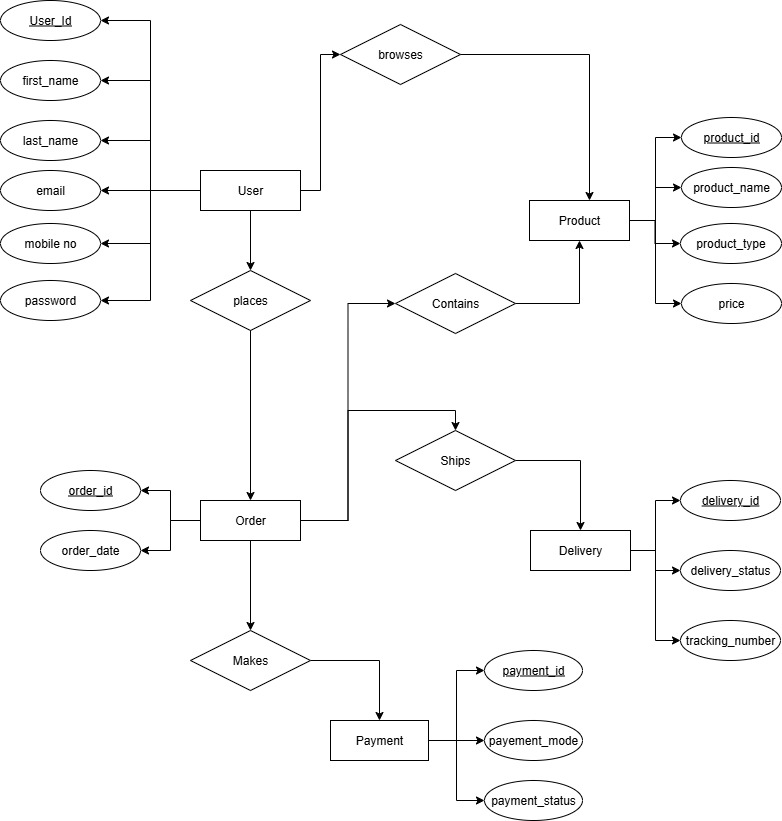 User_Id
browses
first_name
last_name
product_id
email
User
product_name
Product
mobile no
product_type
password
places
Contains
price
Ships
order_id
delivery_id
Order
order_date
Delivery
delivery_status
tracking_number
Makes
payment_id
Payment
payement_mode
payment_status